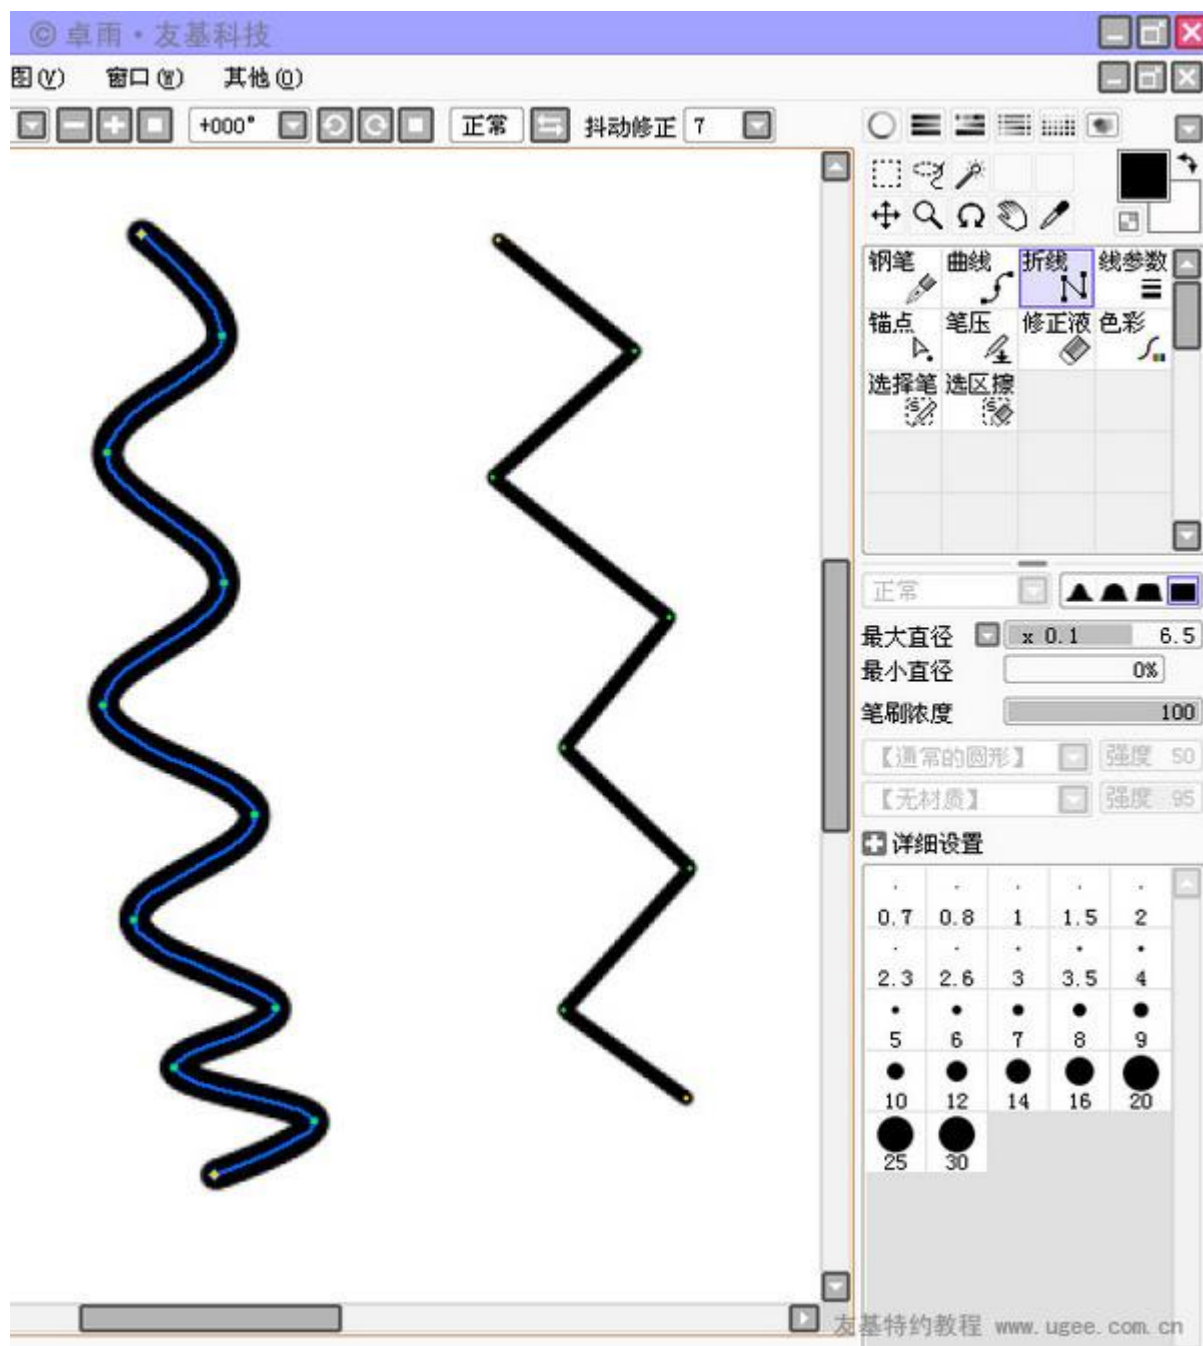 © 卓雨·友基科技
图(V) 窗口(W) 其他(O)
+000° 正常 抖动修正 7
钢笔 曲线 折线 线参数
锚点 笔压 修正液 色彩
选择笔 选区擦
正常
最大直径 x 0.1 6.5
最小直径 0%
笔刷浓度 100
【通常的圆形】 强度 50
【无材质】 强度 95
详细设置
0.7 0.8 1 1.5 2
2.3 2.6 3 3.5 4
5 6 7 8 9
10 12 14 16 20
25 30
友基特约教程 www.ugee.com.cn